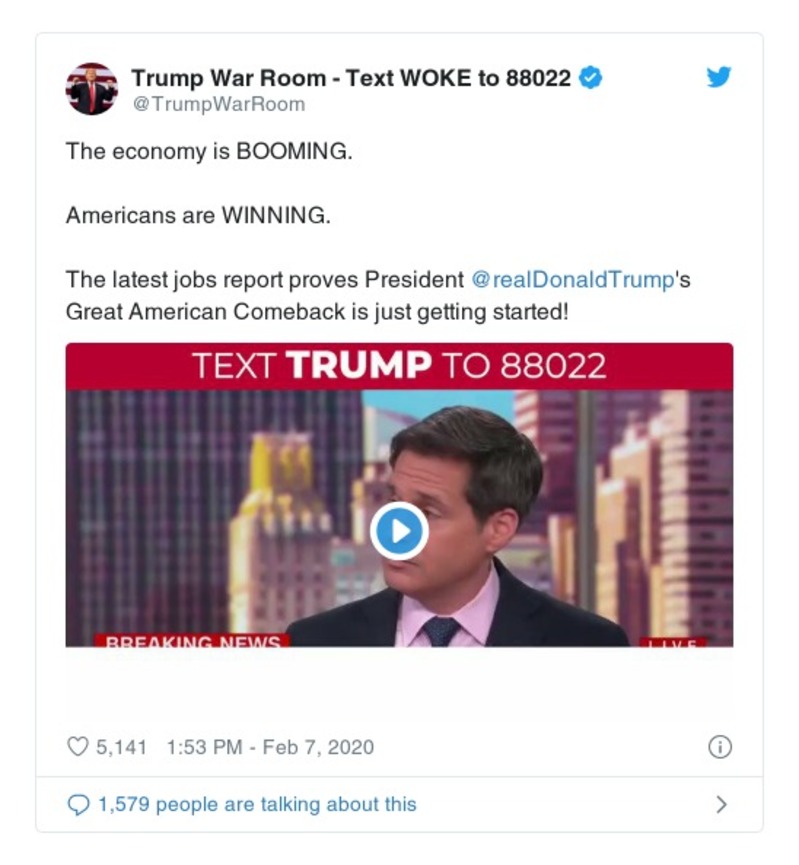 Trump War Room - Text WOKE to 88022
@TrumpWarRoom
The economy is BOOMING.
Americans are WINNING.
The latest jobs report proves President @realDonaldTrump's
Great American Comeback is just getting started!
TEXT TRUMP TO 88022
BREAKING NEWS
LIVE
5,141 1:53 PM - Feb 7, 2020
1,579 people are talking about this